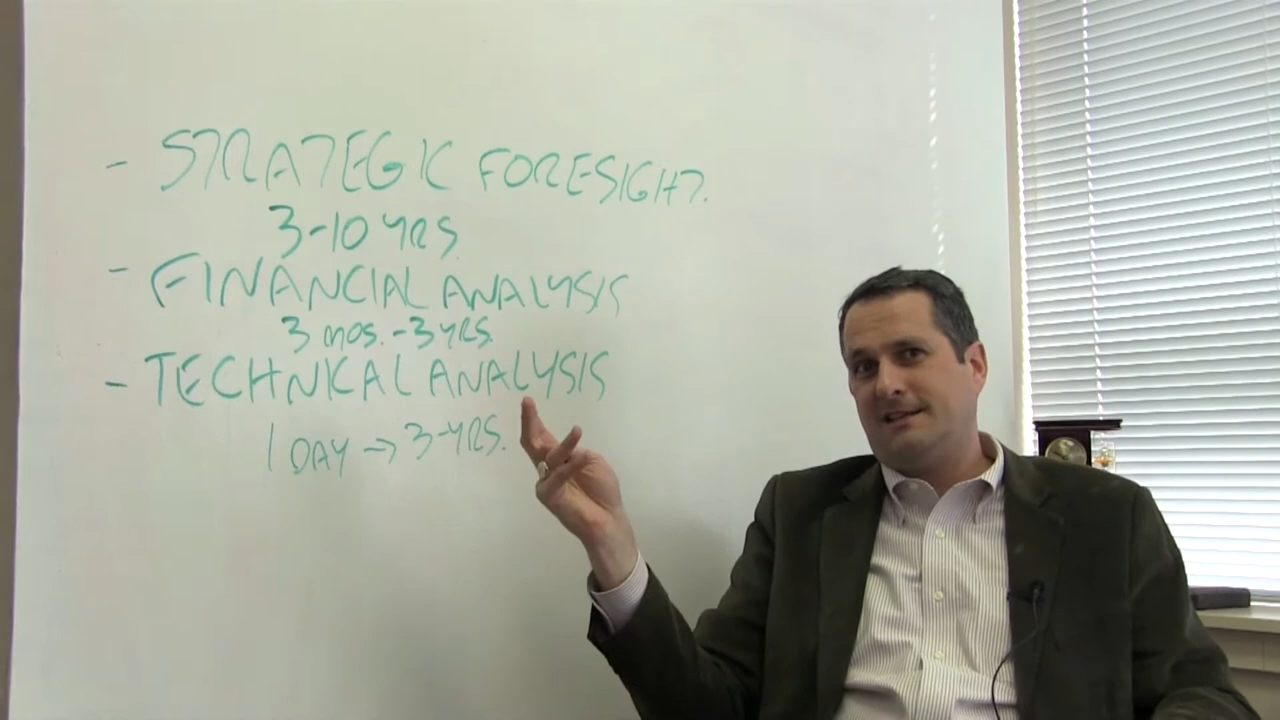 - STRATEGIC FORESIGHT.
3-10 YRS.
- FINANCIAL ANALYSIS
3 mos. - 3 YRS.
- TECHNICAL ANALYSIS
1 DAY → 3-YRS.